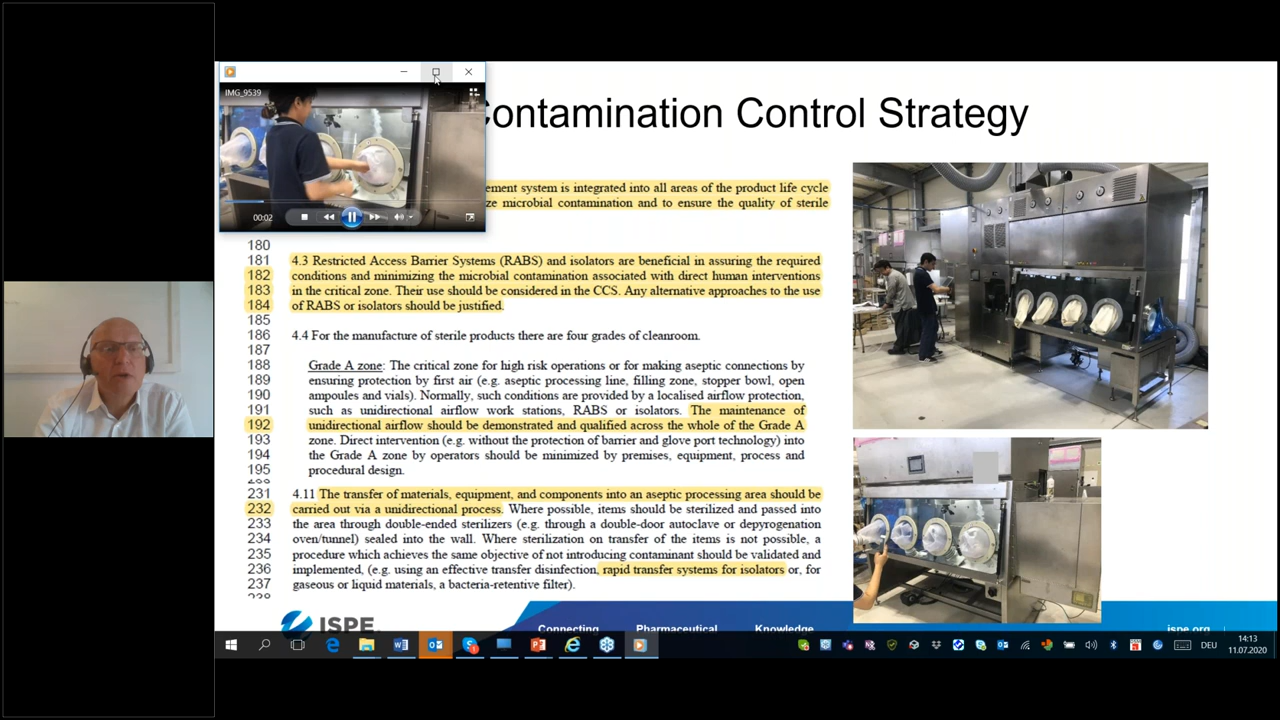 IMG_9539
00:02
Contamination Control Strategy
ement system is integrated into all areas of the product life cycle
ze microbial contamination and to ensure the quality of sterile
180
181 4.3 Restricted Access Barrier Systems (RABS) and isolators are beneficial in assuring the required
182 conditions and minimizing the microbial contamination associated with direct human interventions
183 in the critical zone. Their use should be considered in the CCS. Any alternative approaches to the use
184 of RABS or isolators should be justified.
185
186 4.4 For the manufacture of sterile products there are four grades of cleanroom.
187
188 Grade A zone: The critical zone for high risk operations or for making aseptic connections by
189 ensuring protection by first air (e.g. aseptic processing line, filling zone, stopper bowl, open
190 ampoules and vials). Normally, such conditions are provided by a localised airflow protection,
191 such as unidirectional airflow work stations, RABS or isolators. The maintenance of
192 unidirectional airflow should be demonstrated and qualified across the whole of the Grade A
193 zone. Direct intervention (e.g. without the protection of barrier and glove port technology) into
194 the Grade A zone by operators should be minimized by premises, equipment, process and
195 procedural design.
231 4.11 The transfer of materials, equipment, and components into an aseptic processing area should be
232 carried out via a unidirectional process. Where possible, items should be sterilized and passed into
233 the area through double-ended sterilizers (e.g. through a double-door autoclave or depyrogenation
234 oven/tunnel) sealed into the wall. Where sterilization on transfer of the items is not possible, a
235 procedure which achieves the same objective of not introducing contaminant should be validated and
236 implemented, (e.g. using an effective transfer disinfection, rapid transfer systems for isolators or, for
237 gaseous or liquid materials, a bacteria-retentive filter).
238
ISPE.
Connecting Pharmaceutical Knowledge
ispe.org
DEU
14:13
11.07.2020